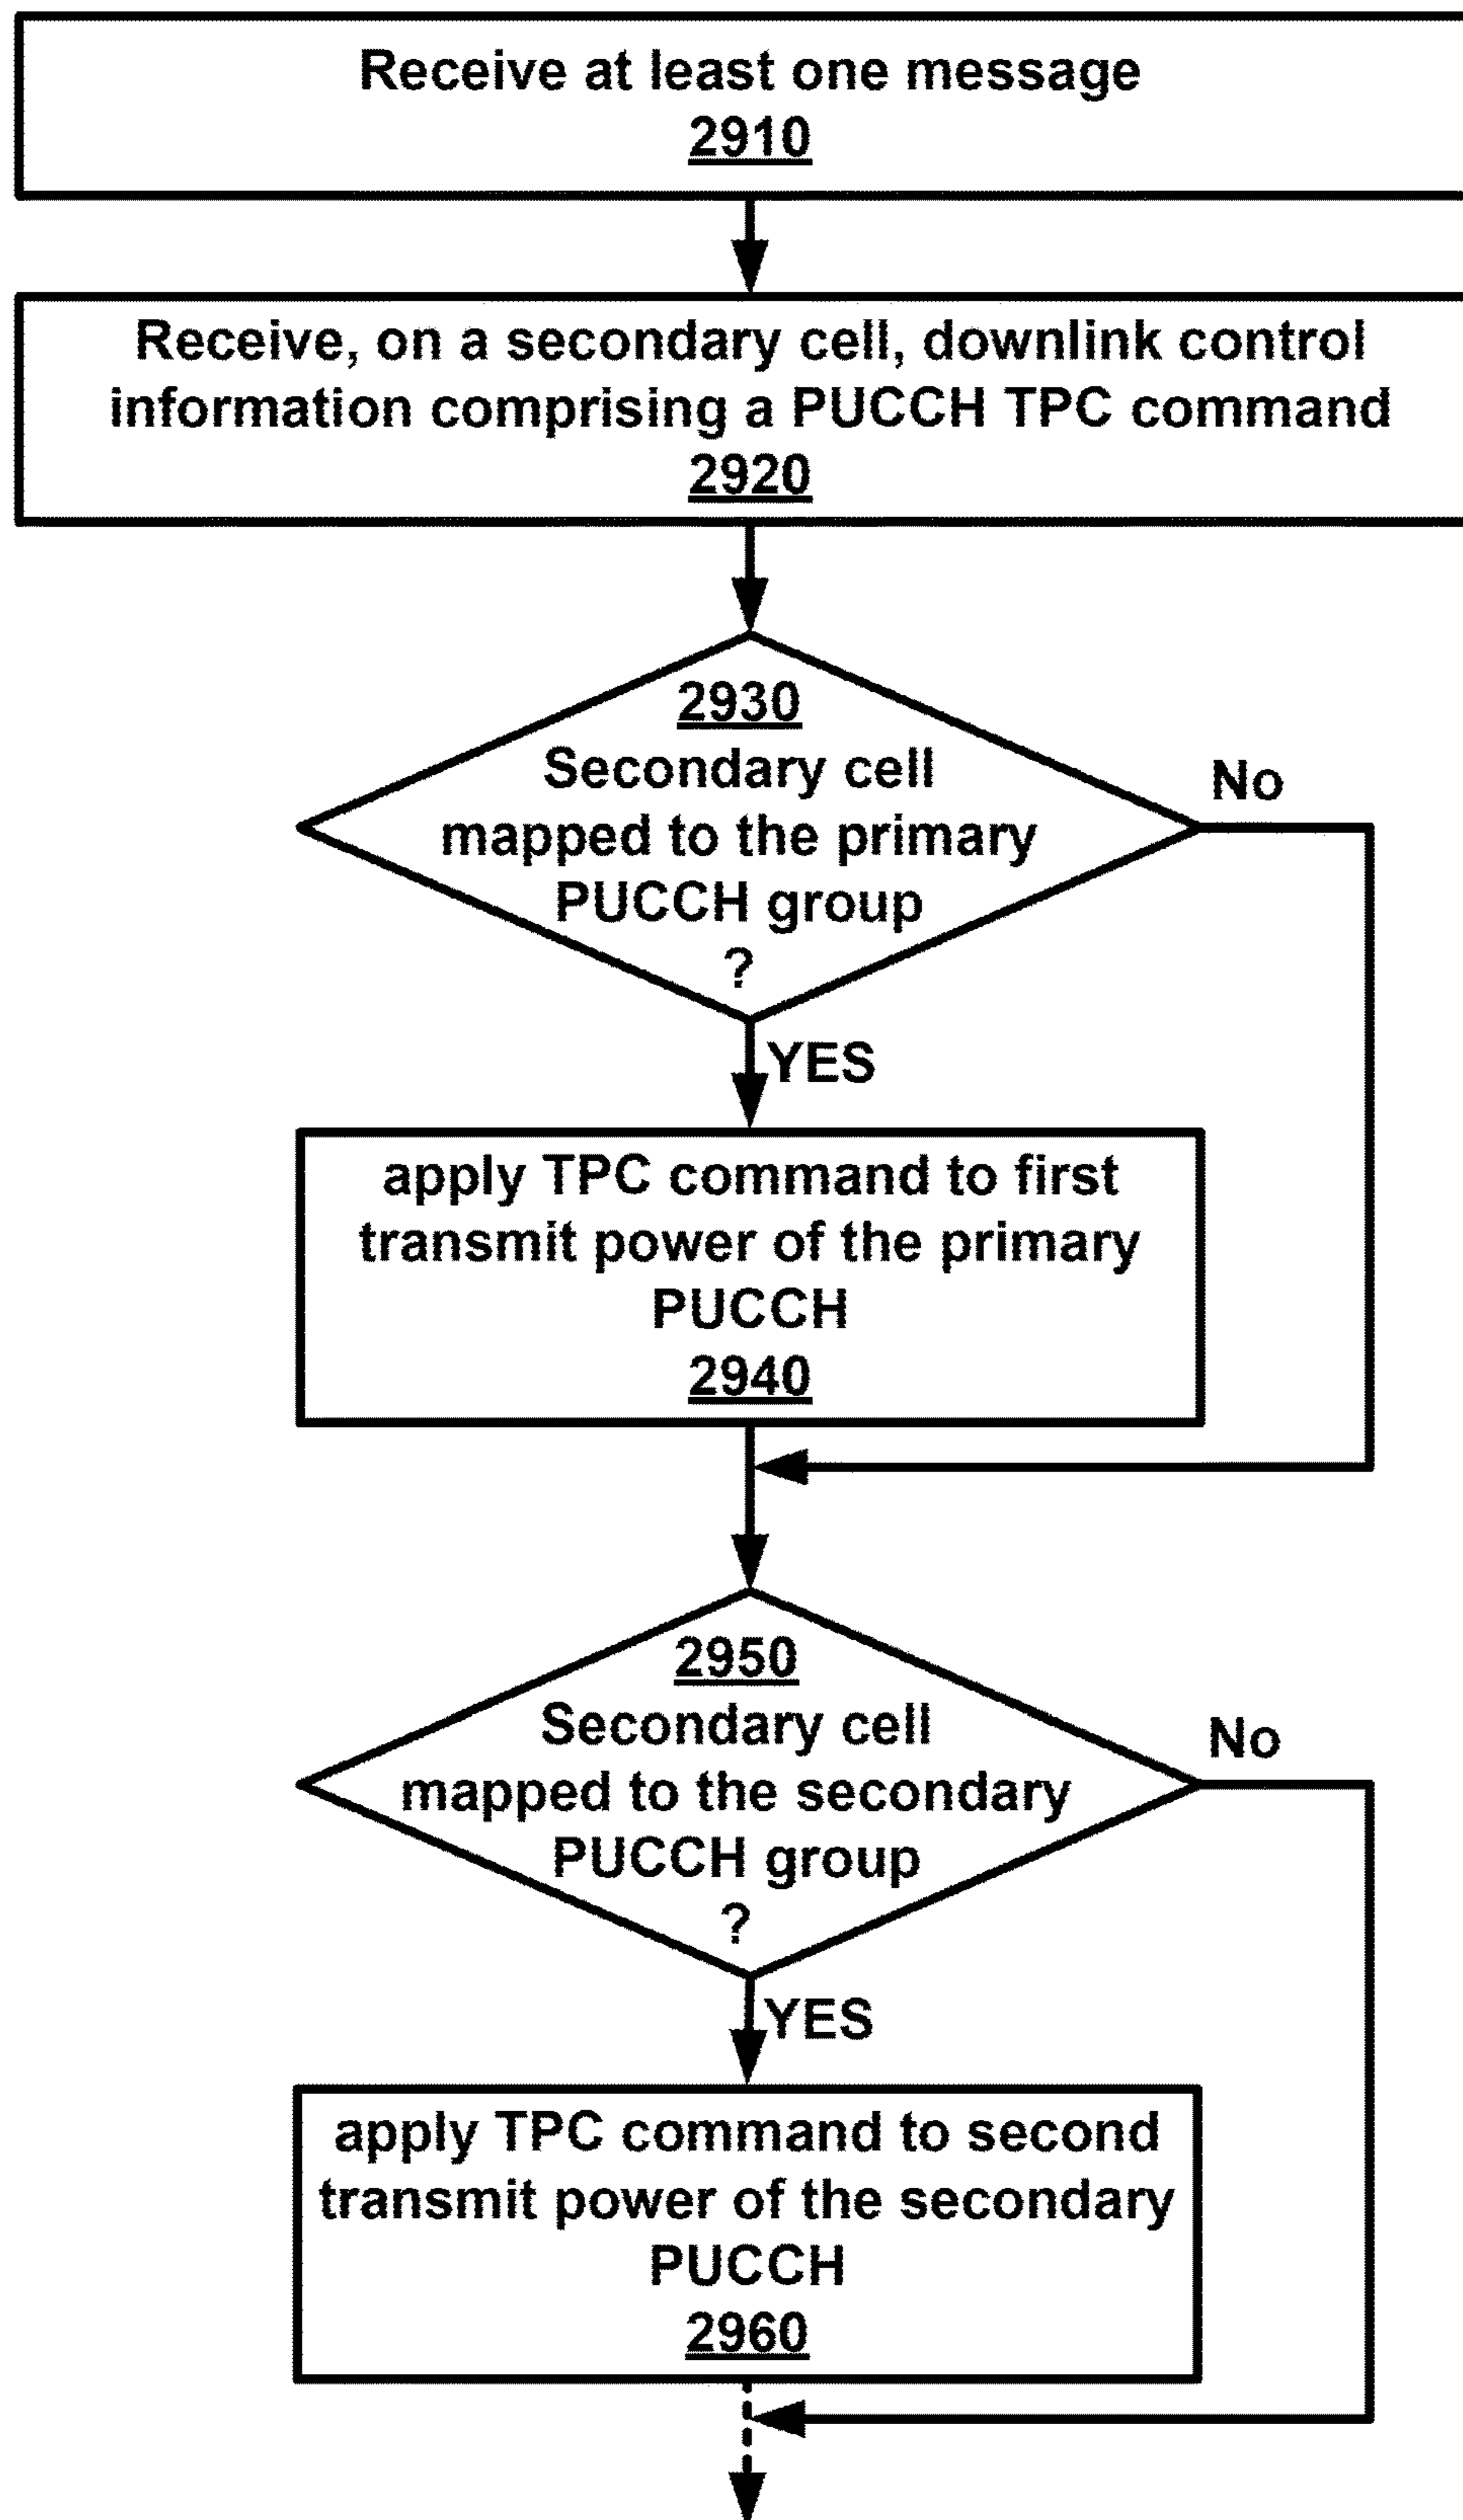 Receive at least one message
2910
Receive, on a secondary cell, downlink control
information comprising a PUCCH TPC command
2920
2930
Secondary cell
mapped to the primary
PUCCH group
?
No
YES
apply TPC command to first
transmit power of the primary
PUCCH
2940
2950
Secondary cell
mapped to the secondary
PUCCH group
?
No
YES
apply TPC command to second
transmit power of the secondary
PUCCH
2960